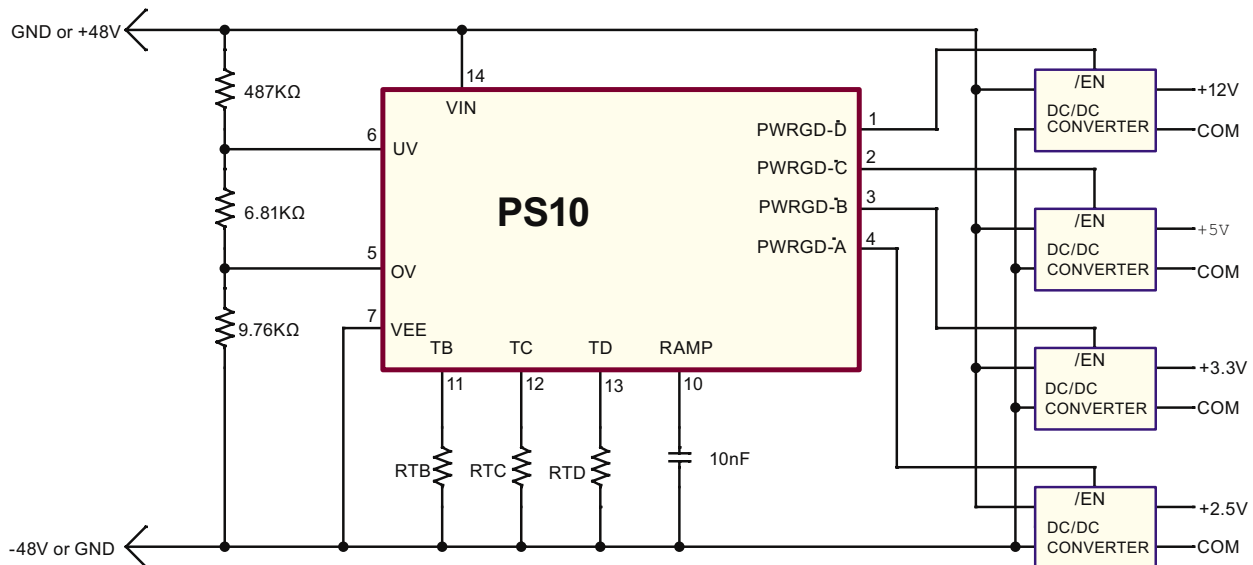 GND or +48V
487KΩ
6.81KΩ
9.76KΩ
-48V or GND
14
VIN
6
UV
5
OV
7
VEE
PS10
PWRGD-D
1
PWRGD-C
2
PWRGD-B
3
PWRGD-A
4
TB
TC
TD
RAMP
11
12
13
10
RTB
RTC
RTD
10nF
/EN
DC/DC
CONVERTER
+12V
COM
/EN
DC/DC
CONVERTER
+5V
COM
/EN
DC/DC
CONVERTER
+3.3V
COM
/EN
DC/DC
CONVERTER
+2.5V
COM